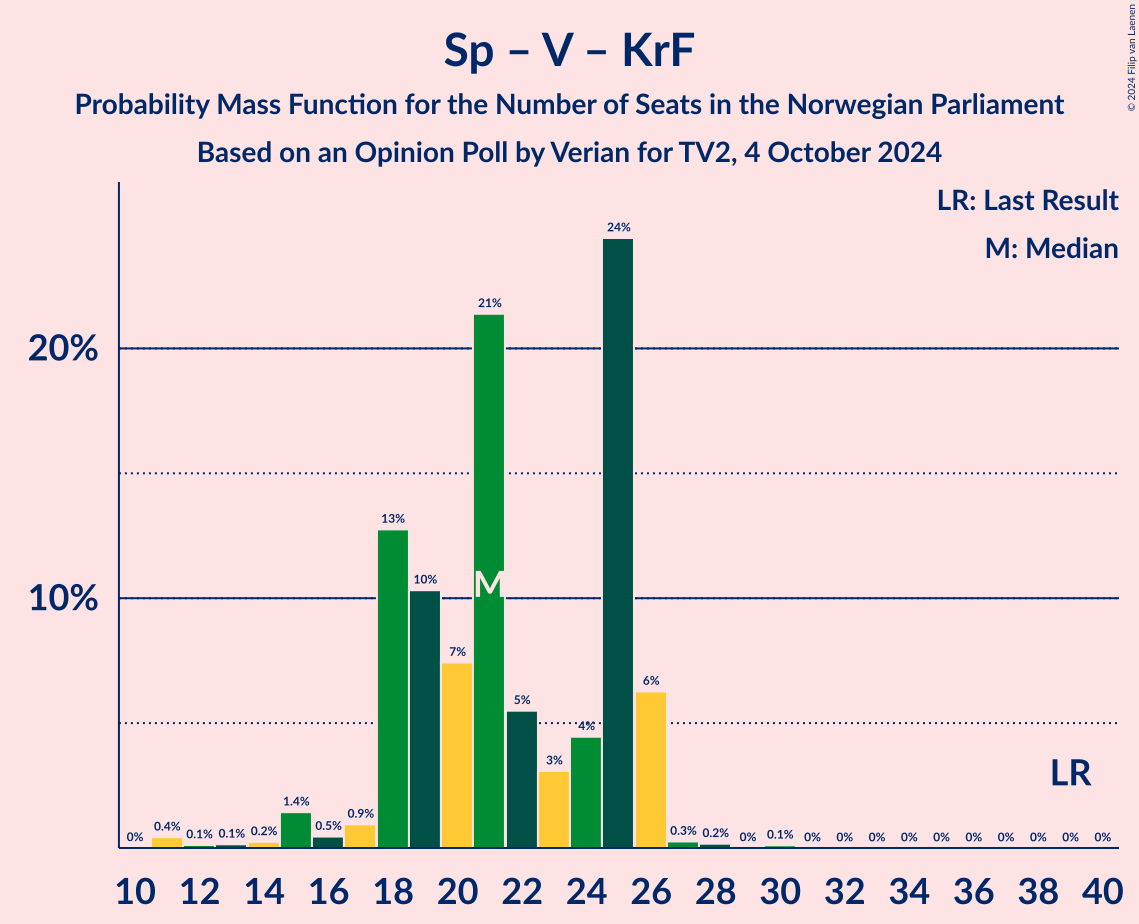 Sp – V – KrF
Probability Mass Function for the Number of Seats in the Norwegian Parliament
Based on an Opinion Poll by Verian for TV2, 4 October 2024
© 2024 Filip van Laenen
LR: Last Result
M: Median
24%
21%
20%
13%
10%
M
10%
7%
6%
5%
4%
3%
LR
1.4%
0.9%
0% 0.4% 0.1% 0.1% 0.2% 0.5% 0.3% 0.2% 0% 0.1% 0% 0% 0% 0% 0% 0% 0% 0% 0% 0%
10 12 14 16 18 20 22 24 26 28 30 32 34 36 38 40